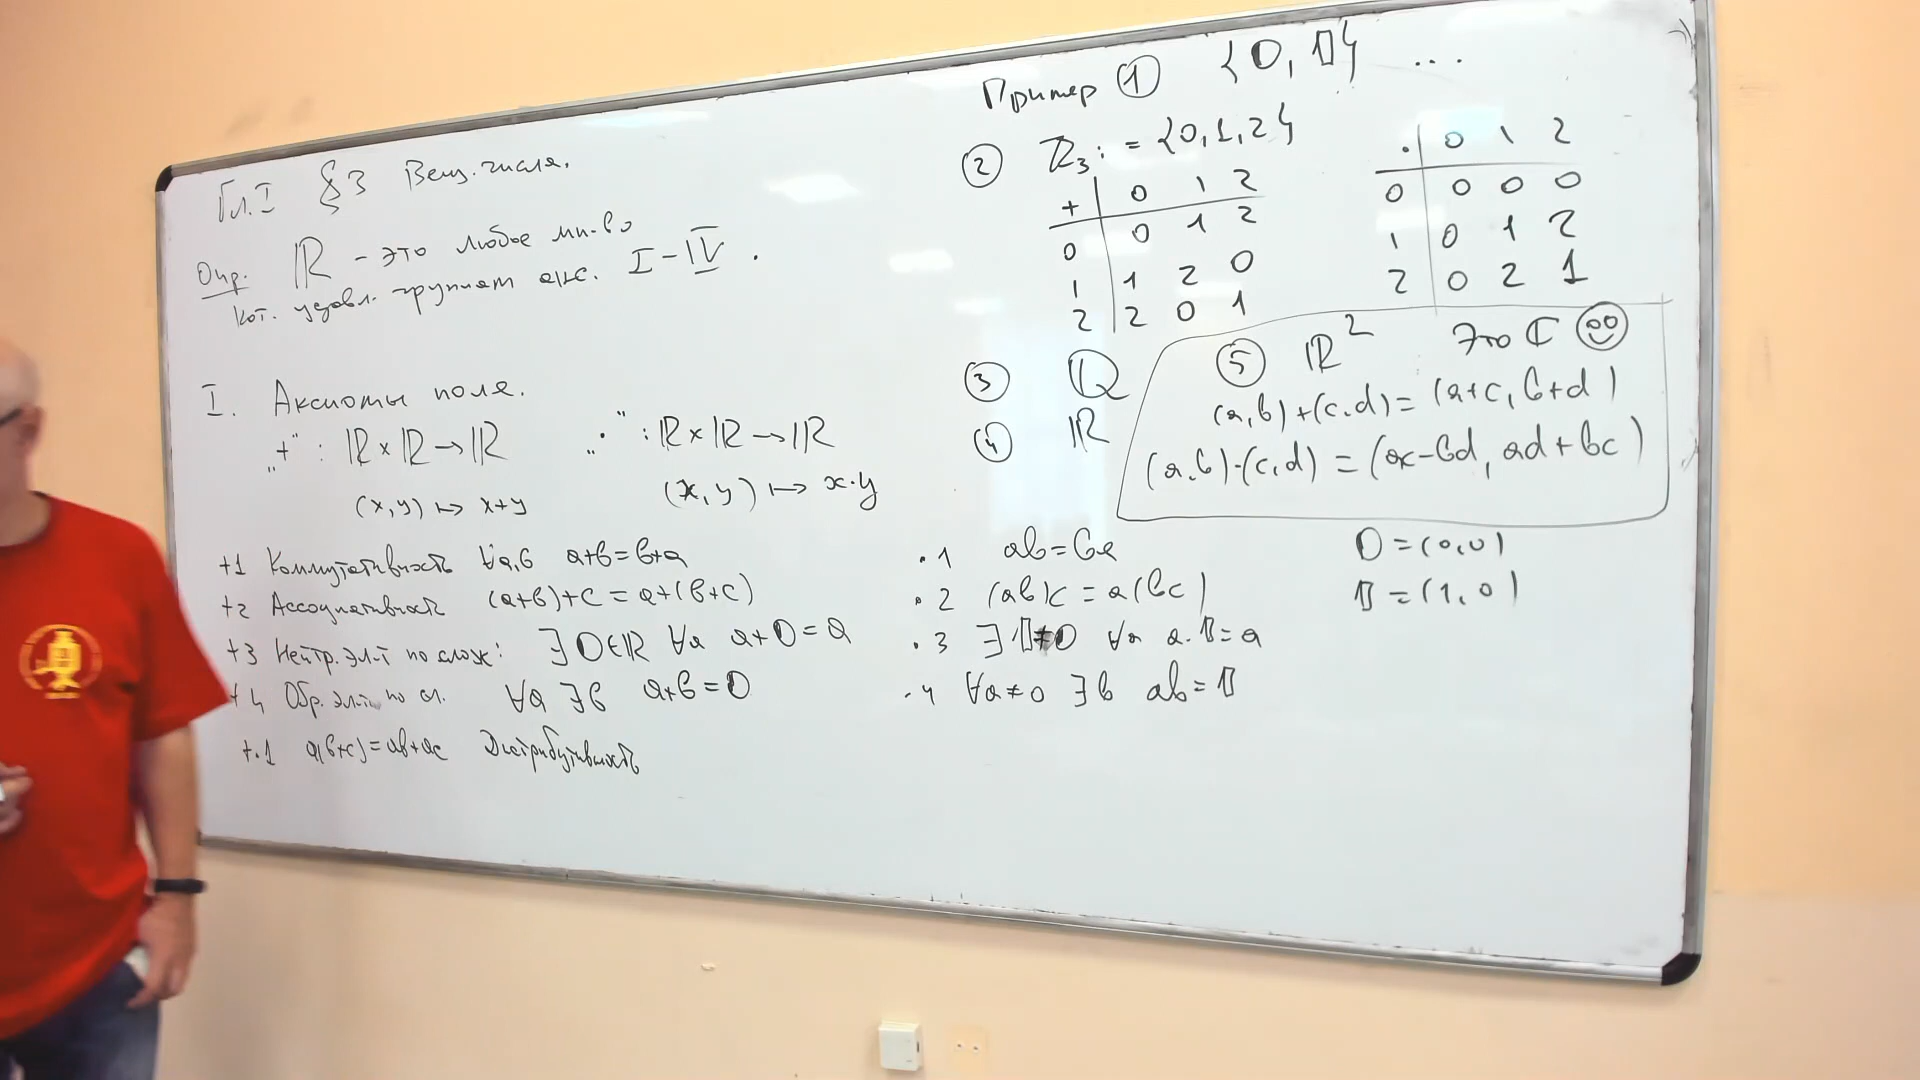 Гл.I §3 Вещ. числа.
Опр. ℝ - это любое мн-во
кот. удовл. группам акс. I-IV.
I. Аксиомы поля.
„+“: ℝ×ℝ→ℝ „·“: ℝ×ℝ→ℝ
(x,y) ↦ x+y (x,y) ↦ x·y
+1 Коммутативность ∀a,b a+b=b+a
+2 Ассоциативность (a+b)+c = a+(b+c)
+3 Нейтр. эл-т по слож: ∃ 𝟘∈ℝ ∀a a+𝟘=a
+4 Обр. эл-т по сл. ∀a ∃b a+b=𝟘
+·1 a(b+c)=ab+ac Дистрибутивность
Пример ① {𝟘,𝟙} ...
② ℤ₃ := {0,1,2}
+ | 0 1 2
0 | 0 1 2
1 | 1 2 0
2 | 2 0 1
· | 0 1 2
0 | 0 0 0
1 | 0 1 2
2 | 0 2 1
③ ℚ
④ ℝ
⑤ ℝ² Это ℂ
(a,b)+(c,d)=(a+c,b+d)
(a,b)·(c,d)=(ac-bd, ad+bc)
·1 ab=ba
·2 (ab)c=a(bc)
·3 ∃𝟙≠𝟘 ∀a a·𝟙=a
·4 ∀a≠0 ∃b ab=𝟙
𝟘=(0,0)
𝟙=(1,0)